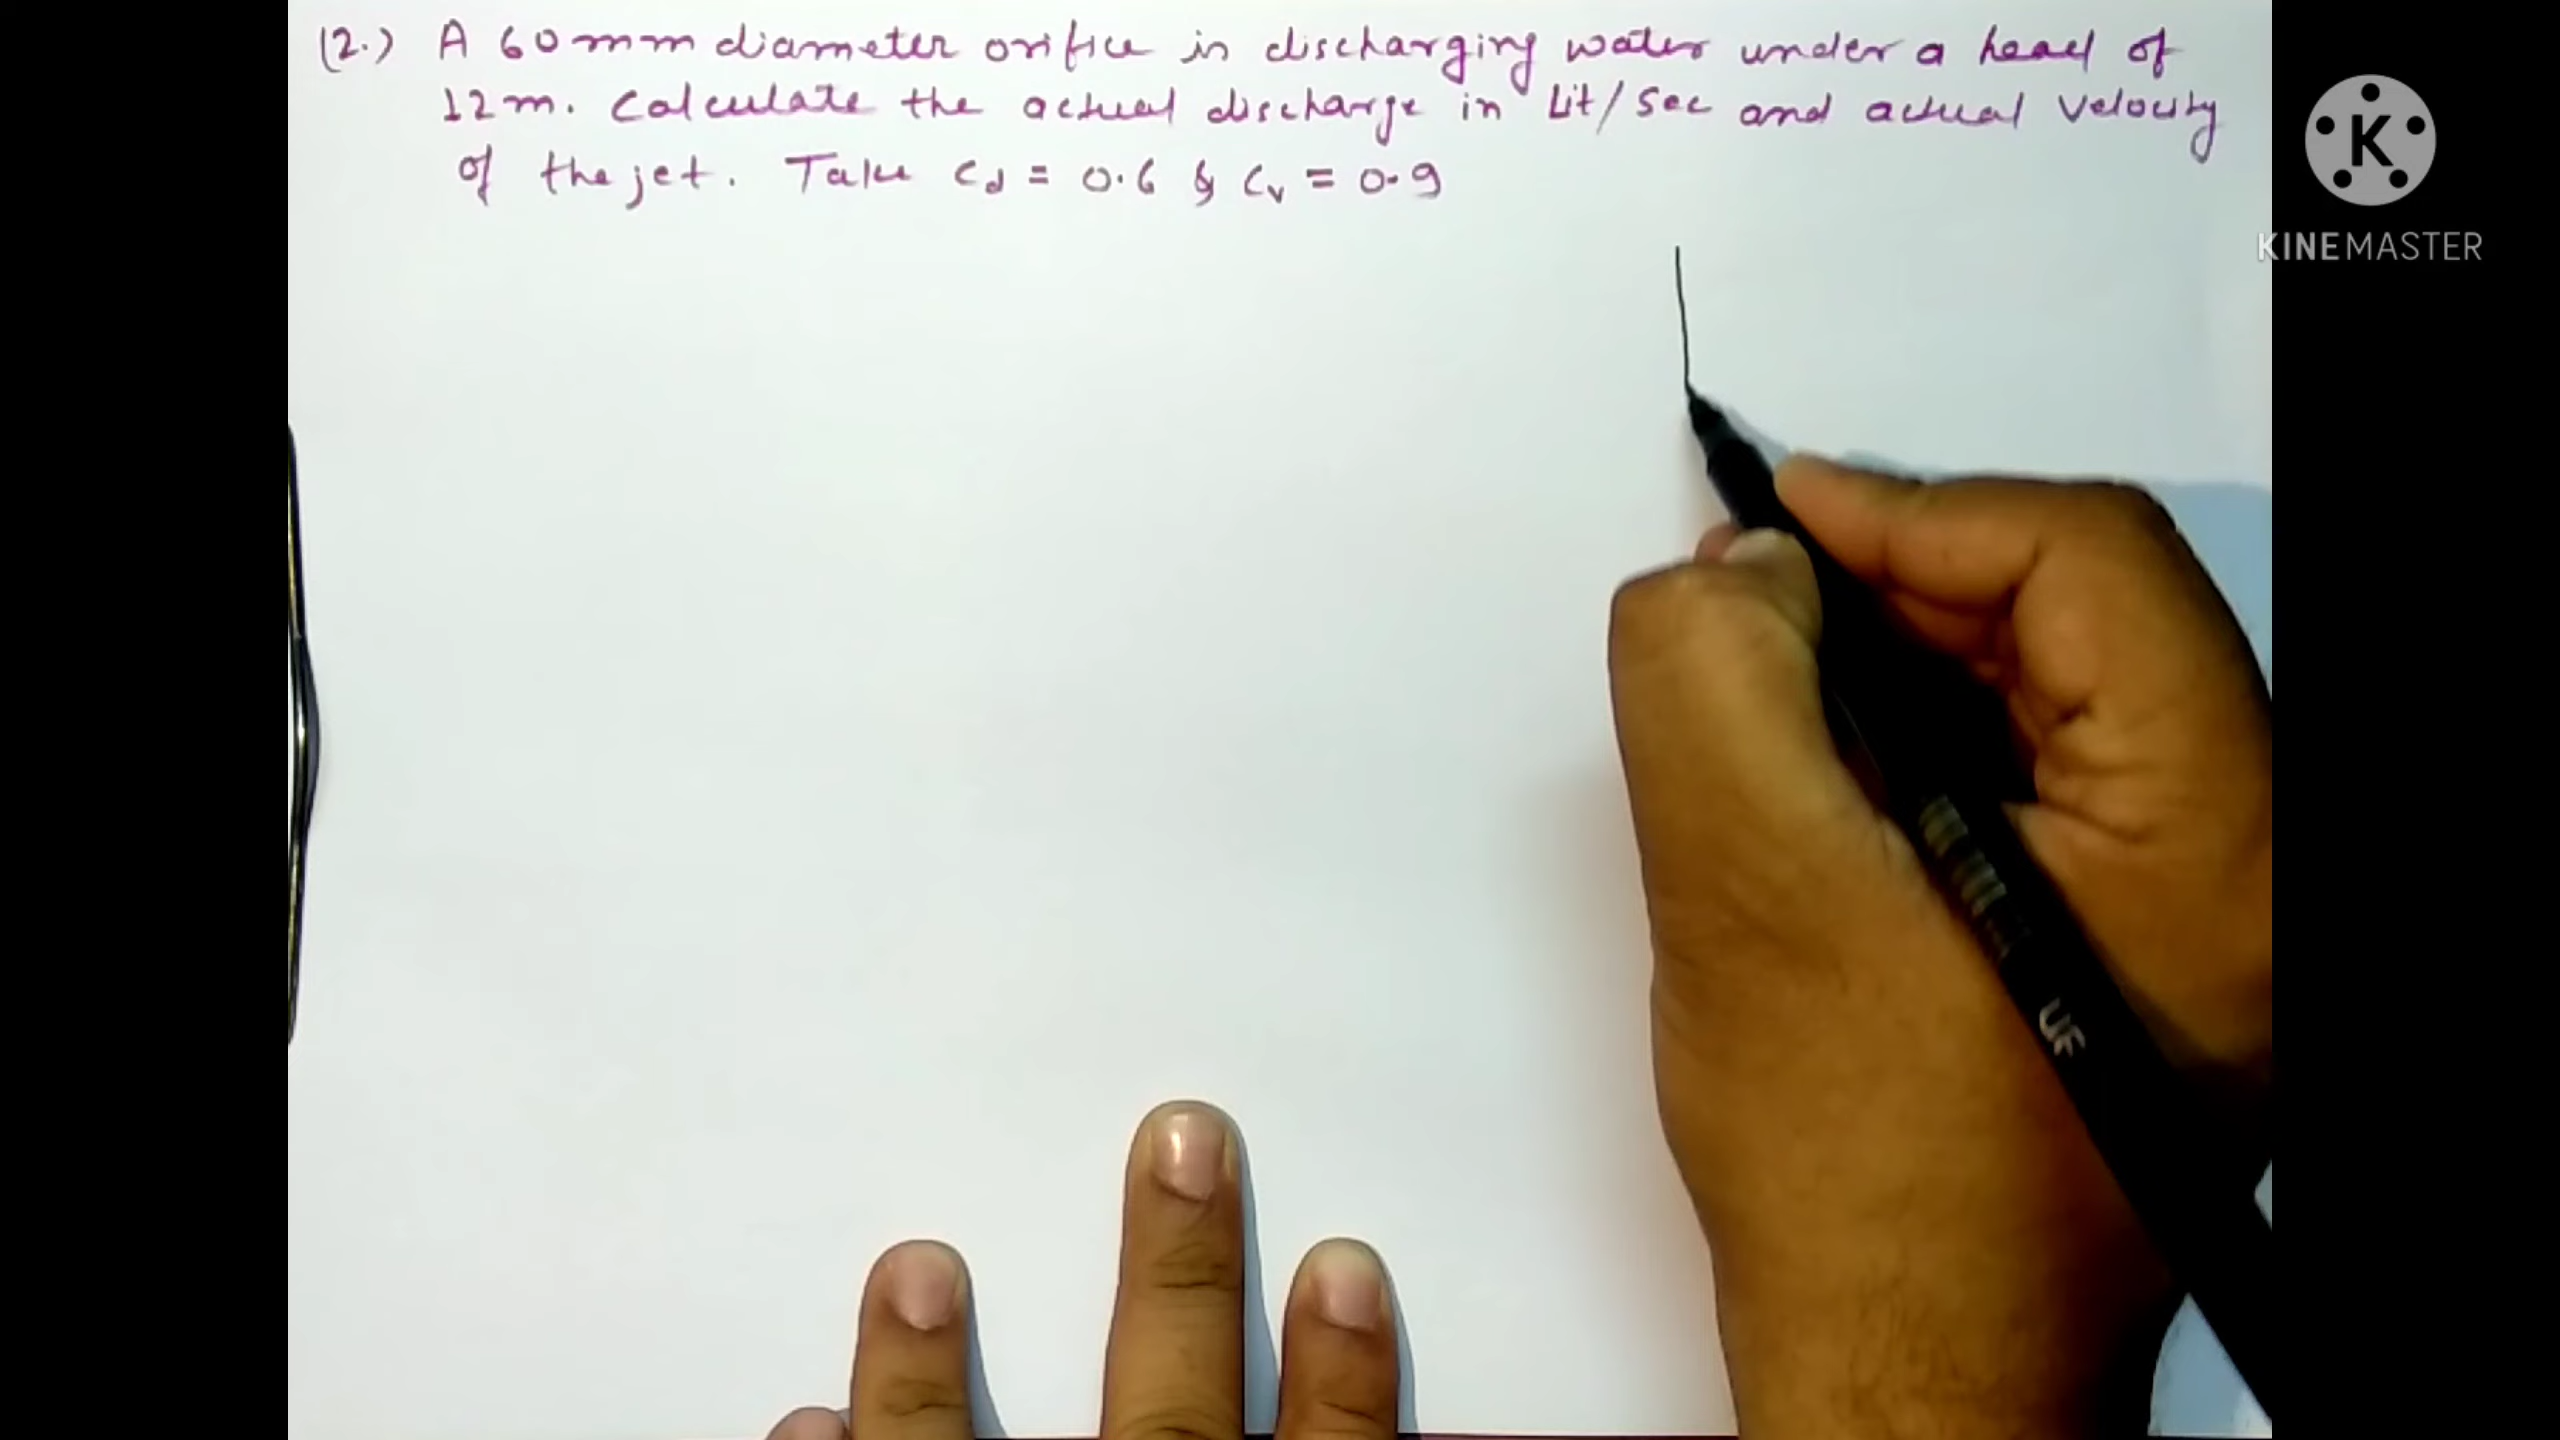 (2.) A 60mm diameter orifice is discharging water under a head of
12m. Calculate the actual discharge in Lit/Sec and actual velocity
of the jet. Take Cd = 0.6 & Cv = 0.9
K
KINEMASTER
UF